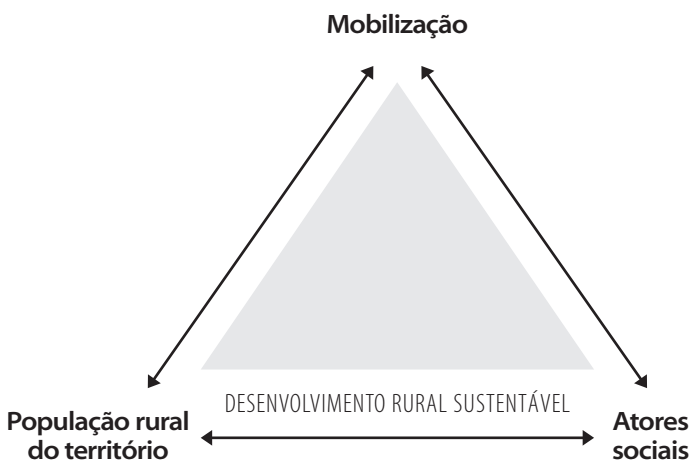 Mobilização
DESENVOLVIMENTO RURAL SUSTENTÁVEL
População rural
do território
Atores
sociais